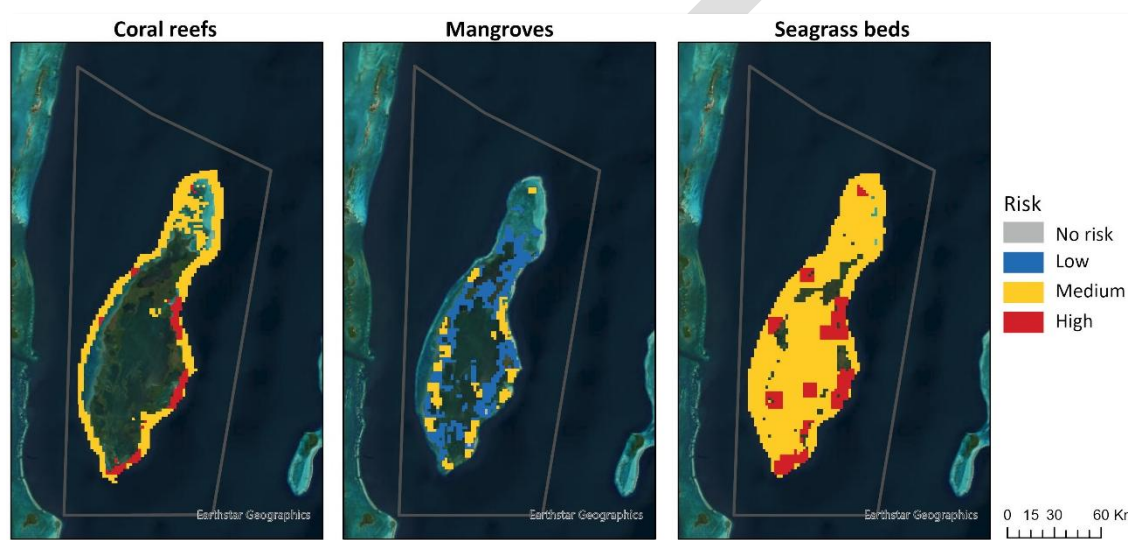 Coral reefs
Mangroves
Seagrass beds
Earthstar Geographics
Earthstar Geographics
Earthstar Geographics
Risk
No risk
Low
Medium
High
0 15 30 60 Kr